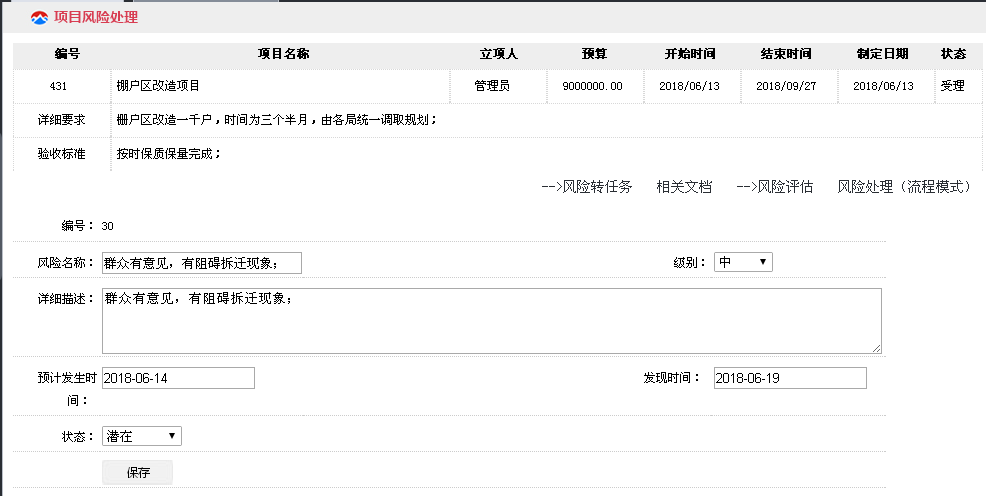 项目风险处理
编号 项目名称 立项人 预算 开始时间 结束时间 制定日期 状态
431 棚户区改造项目 管理员 9000000.00 2018/06/13 2018/09/27 2018/06/13 受理
详细要求 栅户区改造一千户，时间为三个半月，由各局统一调取规划；
验收标准 按时保质保量完成；
-->风险转任务 相关文档 -->风险评估 风险处理（流程模式）
编号： 30
风险名称： 群众有意见，有阻碍拆迁现象； 级别： 中
详细描述： 群众有意见，有阻碍拆迁现象；
预计发生时 2018-06-14 发现时间： 2018-06-19
间：
状态： 潜在
保存